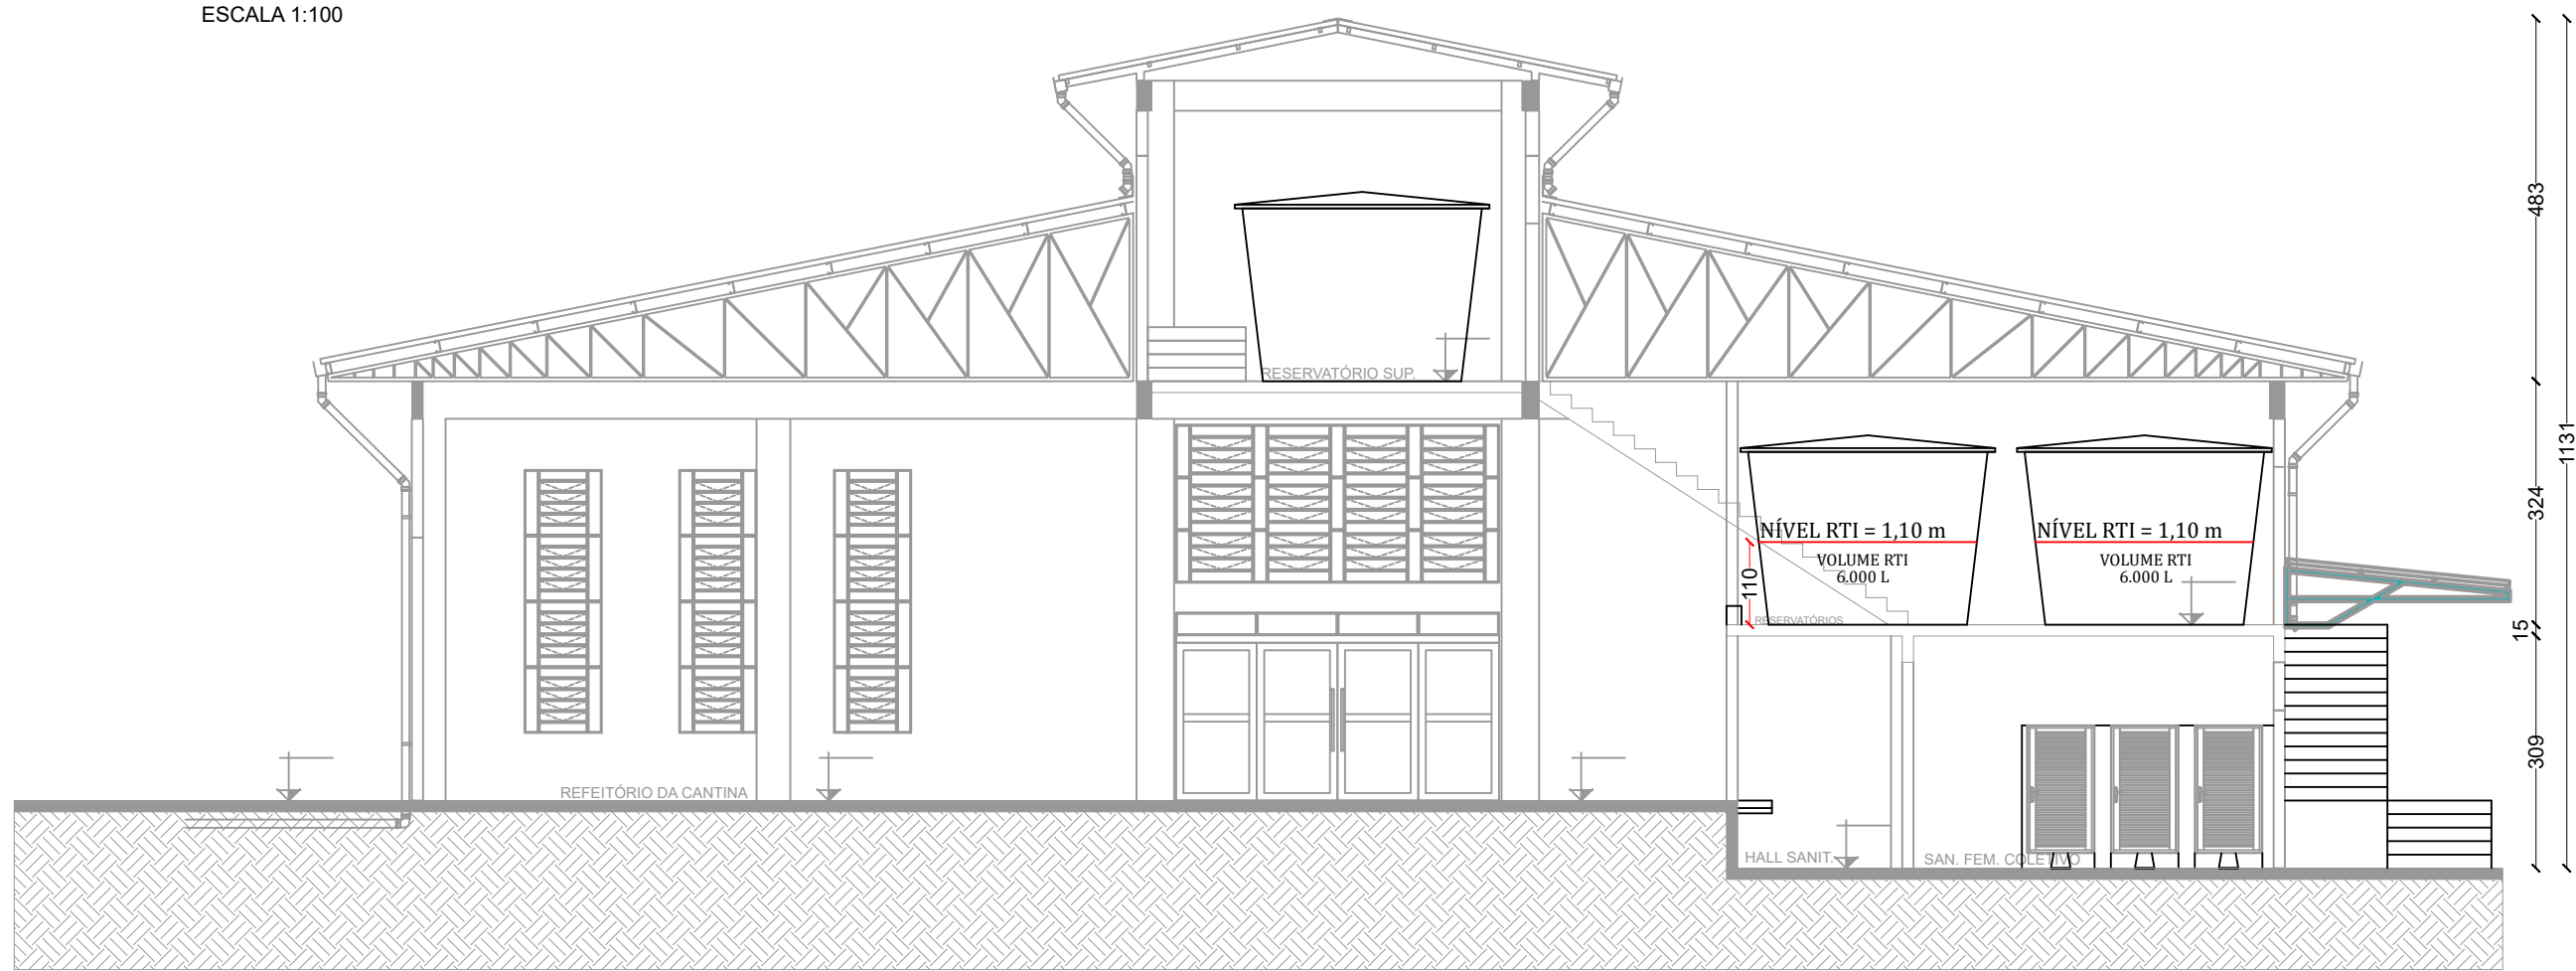 ESCALA 1:100
483
RESERVATÓRIO SUP.
1131
324
NÍVEL RTI = 1,10 m
NÍVEL RTI = 1,10 m
VOLUME RTI
6.000 L
VOLUME RTI
6.000 L
110
RESERVATÓRIOS
15
309
REFEITÓRIO DA CANTINA
HALL SANIT.
SAN. FEM. COLETIVO